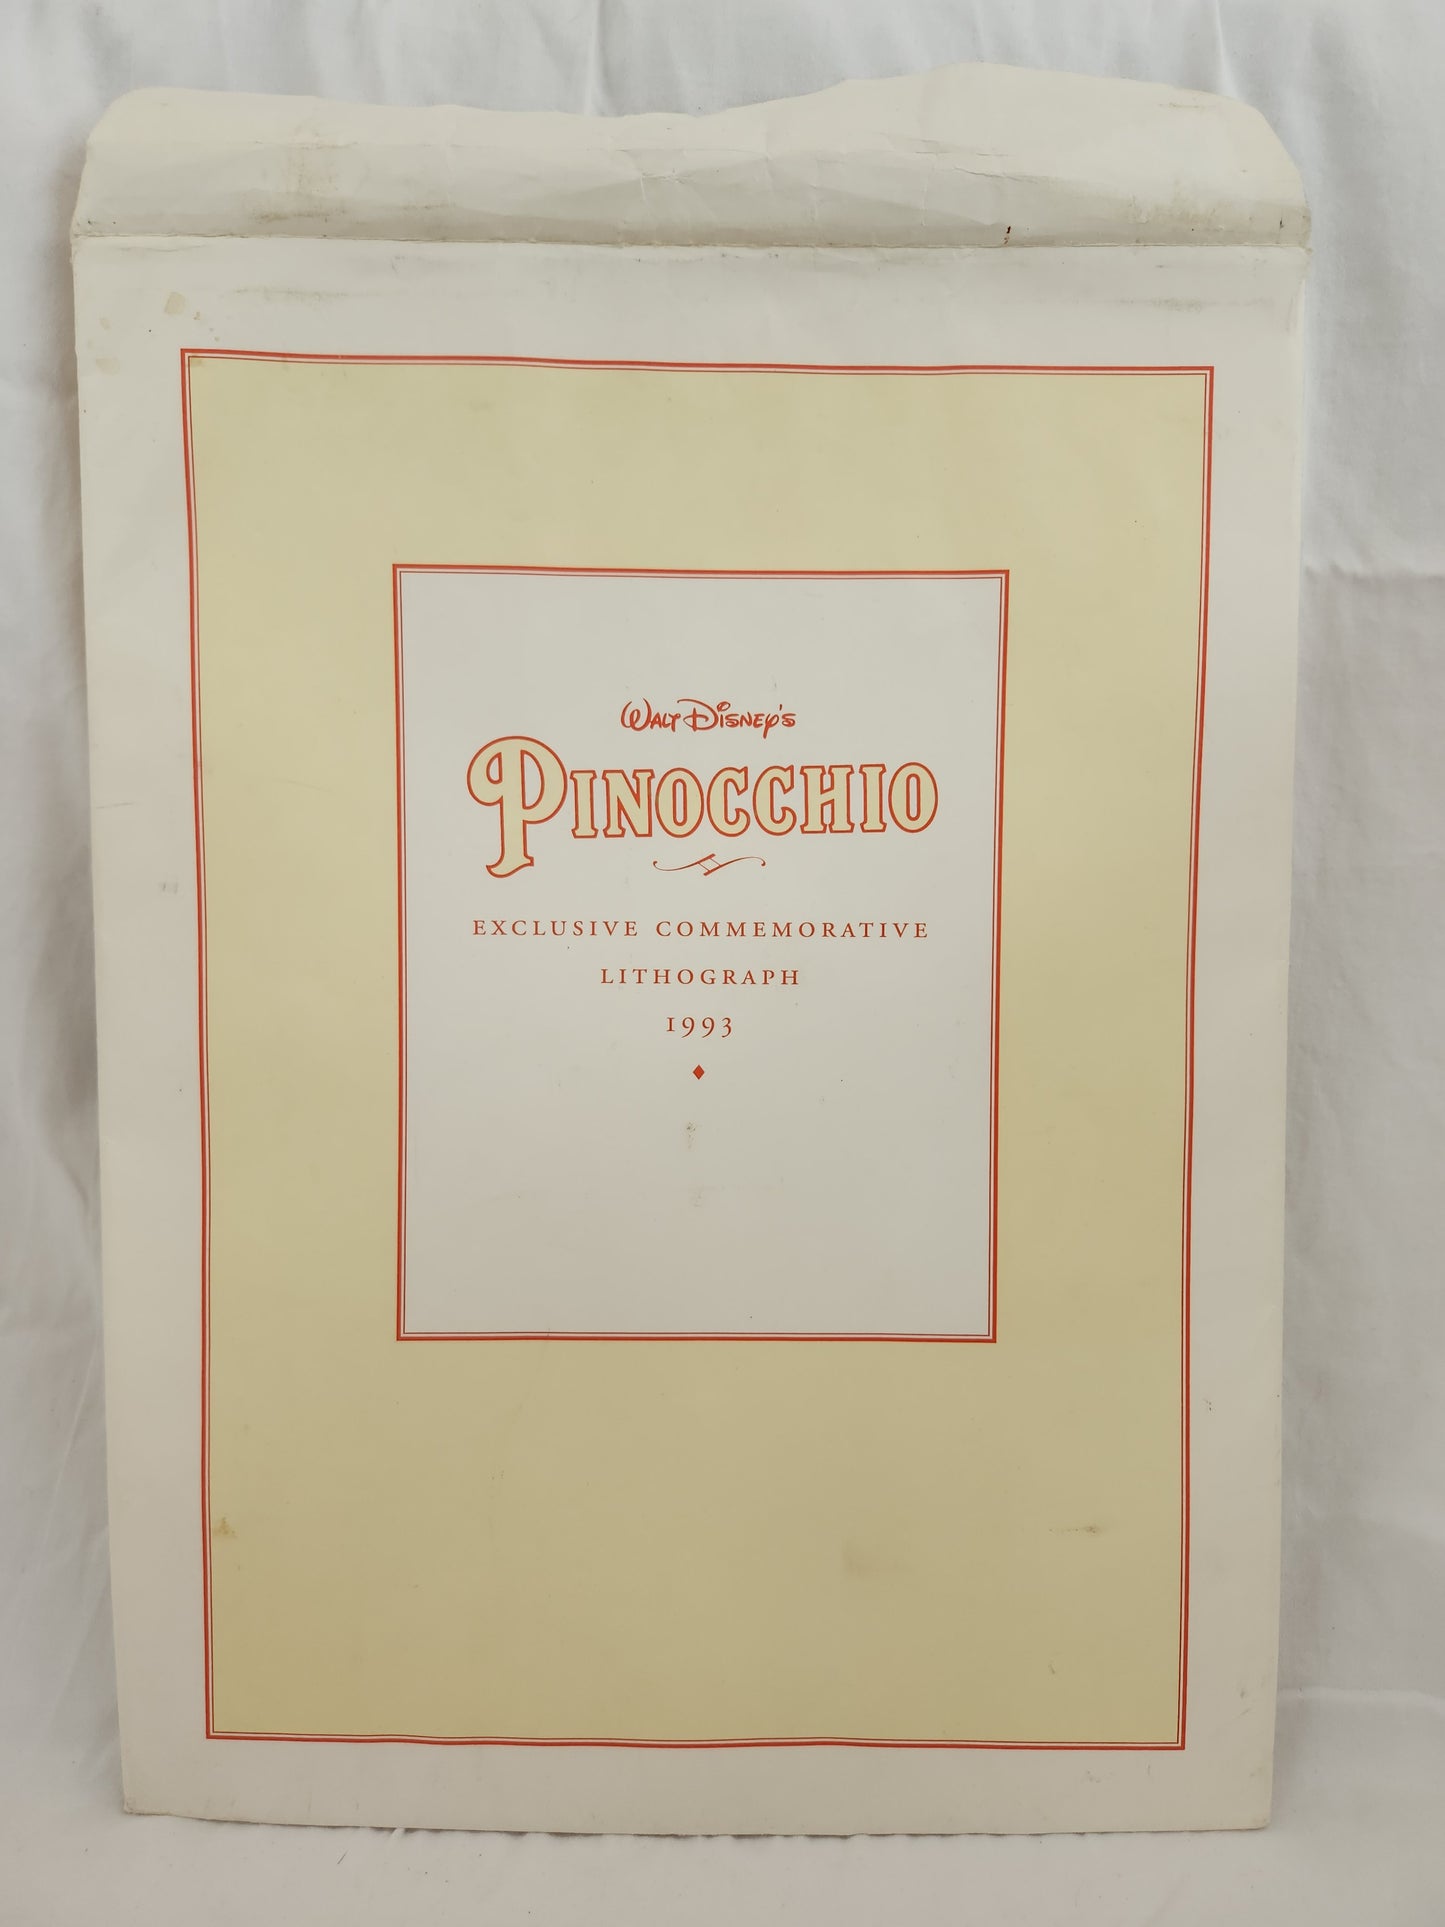 Walt Disney's
PINOCCHIO
EXCLUSIVE COMMEMORATIVE
LITHOGRAPH
1993